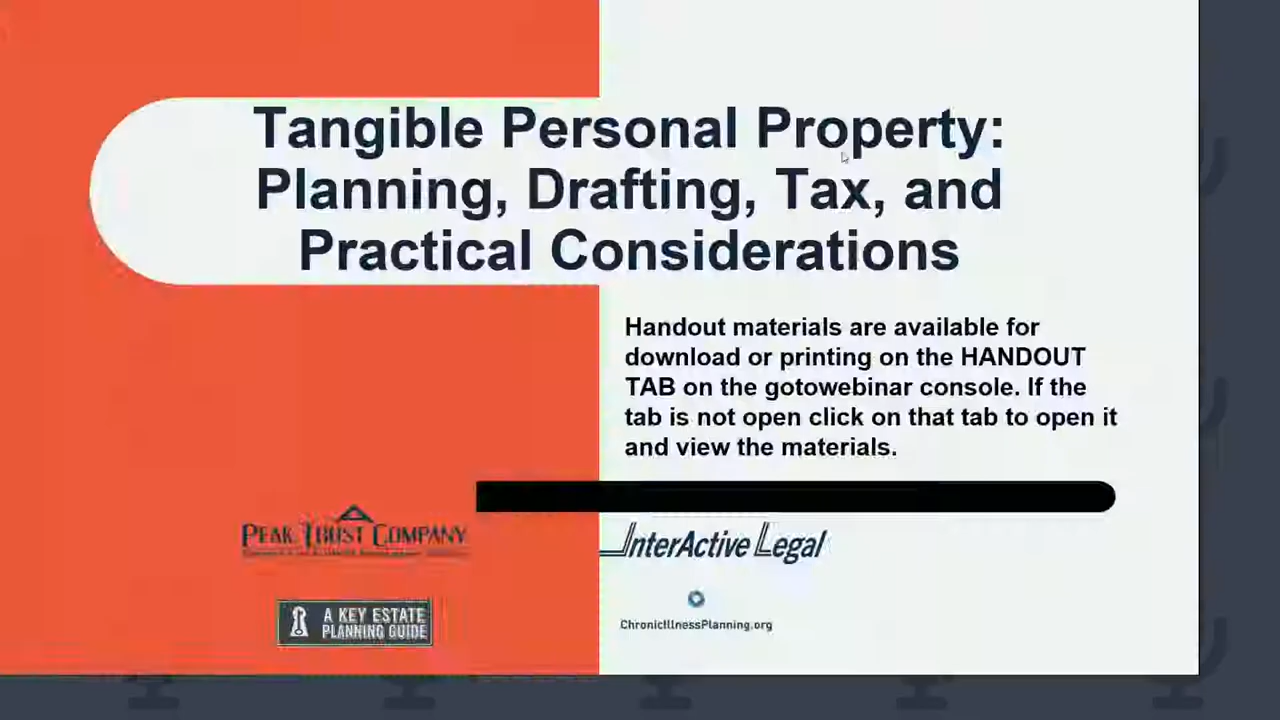 Tangible Personal Property:
Planning, Drafting, Tax, and
Practical Considerations
Handout materials are available for
download or printing on the HANDOUT
TAB on the gotowebinar console. If the
tab is not open click on that tab to open it
and view the materials.
PEAK TRUST COMPANY
InterActive Legal
A KEY ESTATE
PLANNING GUIDE
ChronicIllnessPlanning.org